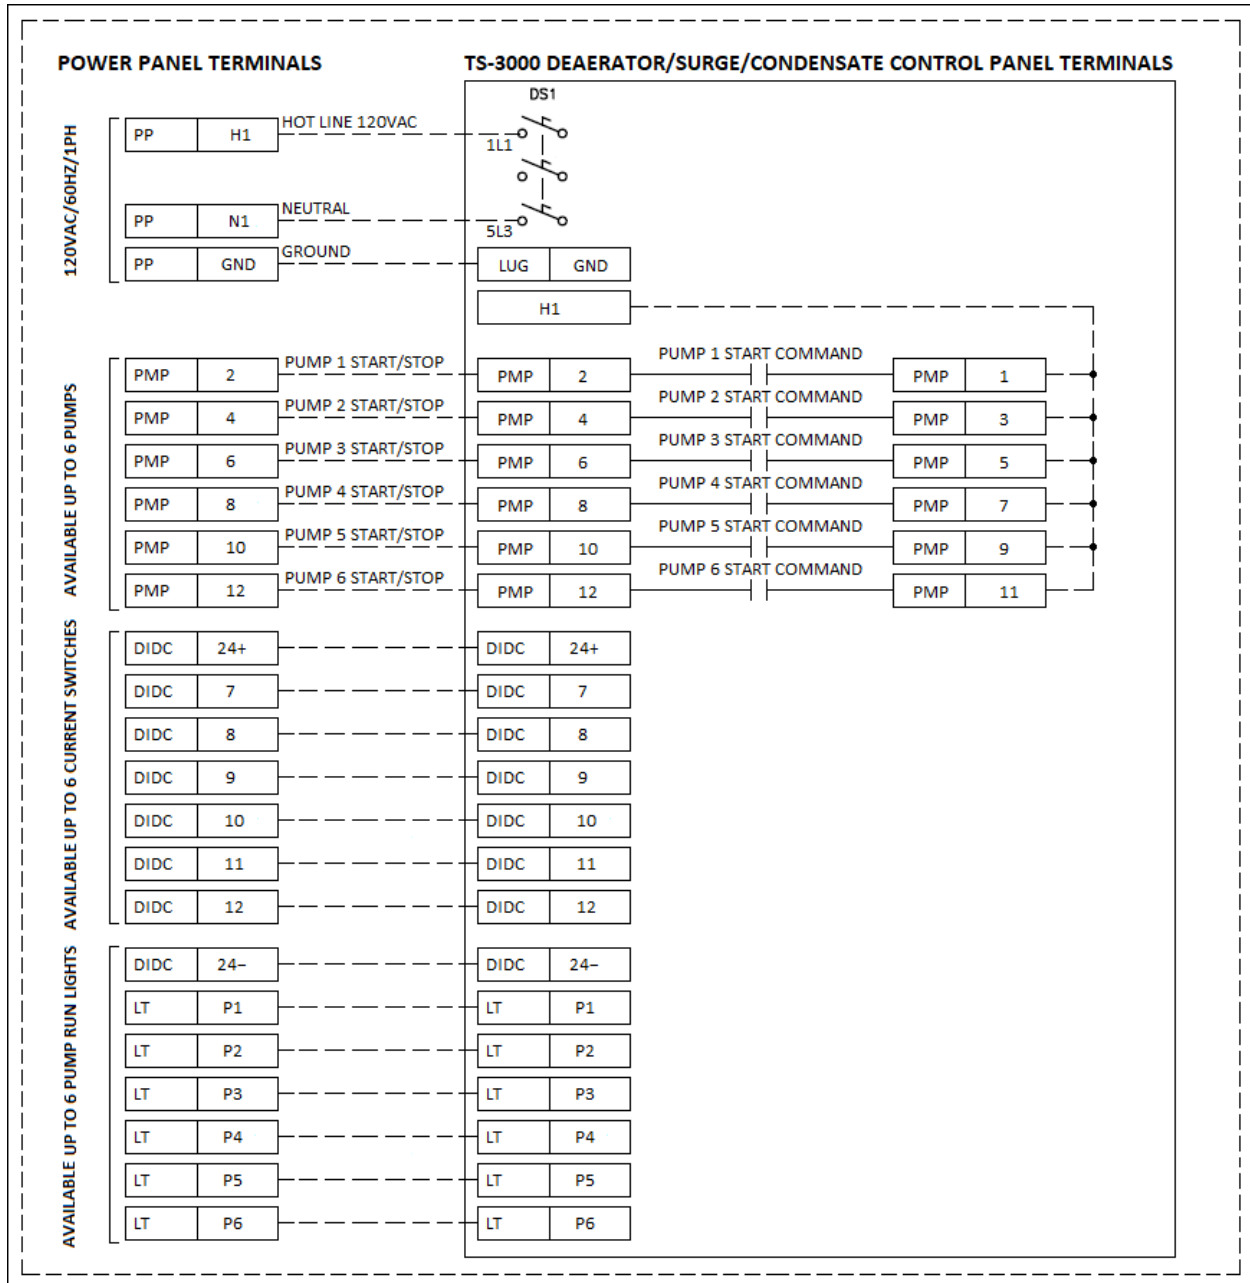 POWER PANEL TERMINALS
TS-3000 DEAERATOR/SURGE/CONDENSATE CONTROL PANEL TERMINALS
DS1
120VAC/60HZ/1PH
PP H1 HOT LINE 120VAC 1L1
PP N1 NEUTRAL 5L3
PP GND GROUND LUG GND
H1
AVAILABLE UP TO 6 PUMPS
PMP 2 PUMP 1 START/STOP PMP 2 PUMP 1 START COMMAND PMP 1
PMP 4 PUMP 2 START/STOP PMP 4 PUMP 2 START COMMAND PMP 3
PMP 6 PUMP 3 START/STOP PMP 6 PUMP 3 START COMMAND PMP 5
PMP 8 PUMP 4 START/STOP PMP 8 PUMP 4 START COMMAND PMP 7
PMP 10 PUMP 5 START/STOP PMP 10 PUMP 5 START COMMAND PMP 9
PMP 12 PUMP 6 START/STOP PMP 12 PUMP 6 START COMMAND PMP 11
AVAILABLE UP TO 6 CURRENT SWITCHES
DIDC 24+ DIDC 24+
DIDC 7 DIDC 7
DIDC 8 DIDC 8
DIDC 9 DIDC 9
DIDC 10 DIDC 10
DIDC 11 DIDC 11
DIDC 12 DIDC 12
AVAILABLE UP TO 6 PUMP RUN LIGHTS
DIDC 24− DIDC 24−
LT P1 LT P1
LT P2 LT P2
LT P3 LT P3
LT P4 LT P4
LT P5 LT P5
LT P6 LT P6